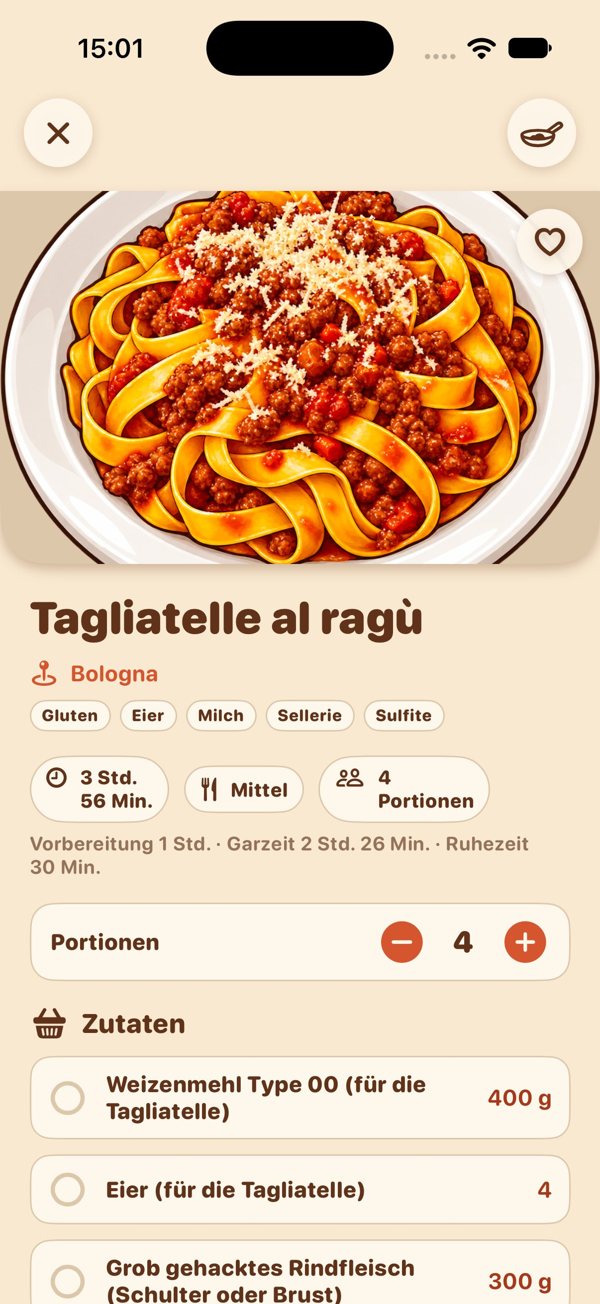 15:01
Tagliatelle al ragù
Bologna
Gluten Eier Milch Sellerie Sulfite
3 Std.
56 Min.
Mittel
4
Portionen
Vorbereitung 1 Std. · Garzeit 2 Std. 26 Min. · Ruhezeit
30 Min.
Portionen 4
Zutaten
Weizenmehl Type 00 (für die
Tagliatelle)
400 g
Eier (für die Tagliatelle) 4
Grob gehacktes Rindfleisch
(Schulter oder Brust)
300 g